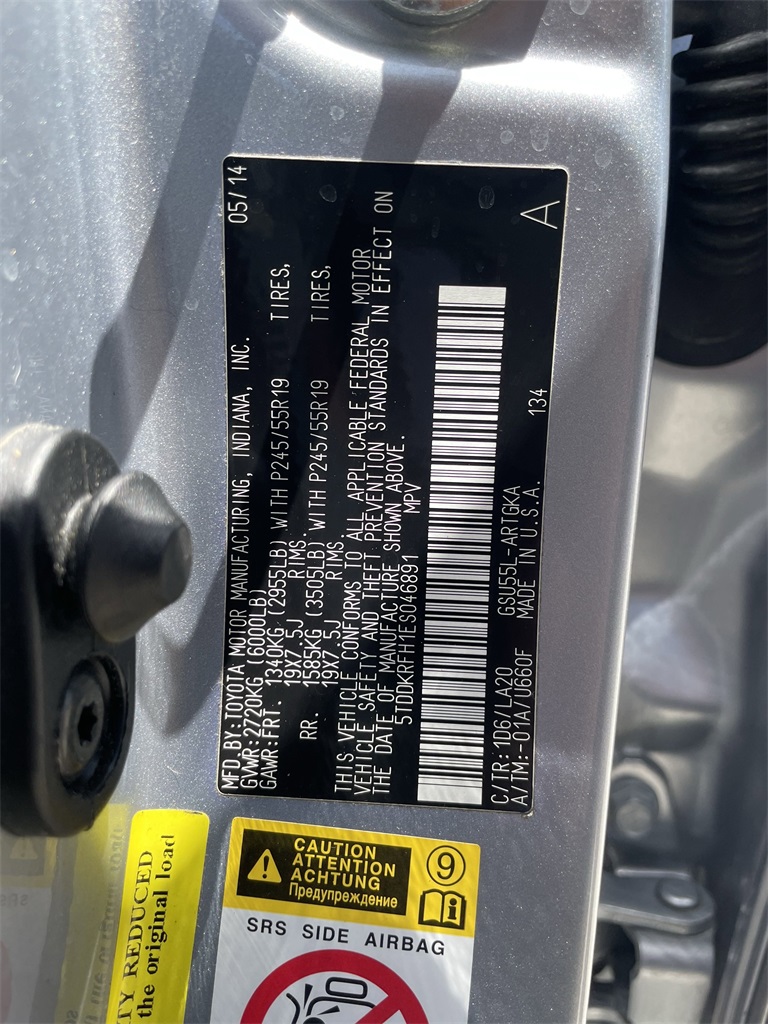 MFD.BY:TOYOTA MOTOR MANUFACTURING, INDIANA, INC. 05/14
GVWR:2720KG (6000LB)
GAWR:FRT. 1340KG (2955LB) WITH P245/55R19 TIRES,
19X7.5J RIMS.
RR. 1585KG (3505LB) WITH P245/55R19 TIRES,
19X7.5J RIMS.
THIS VEHICLE CONFORMS TO ALL APPLICABLE FEDERAL MOTOR
VEHICLE SAFETY AND THEFT PREVENTION STANDARDS IN EFFECT ON
THE DATE OF MANUFACTURE SHOWN ABOVE.
5TDDKRFH1ES046891 MPV
134
C/TR:1D6/LA20 GSU55L-ARTGKA
A/TM:-01A/U660F MADE IN U.S.A. A
TY REDUCED
the original load
CAUTION
ATTENTION
ACHTUNG
Предупреждение
9
i
SRS SIDE AIRBAG